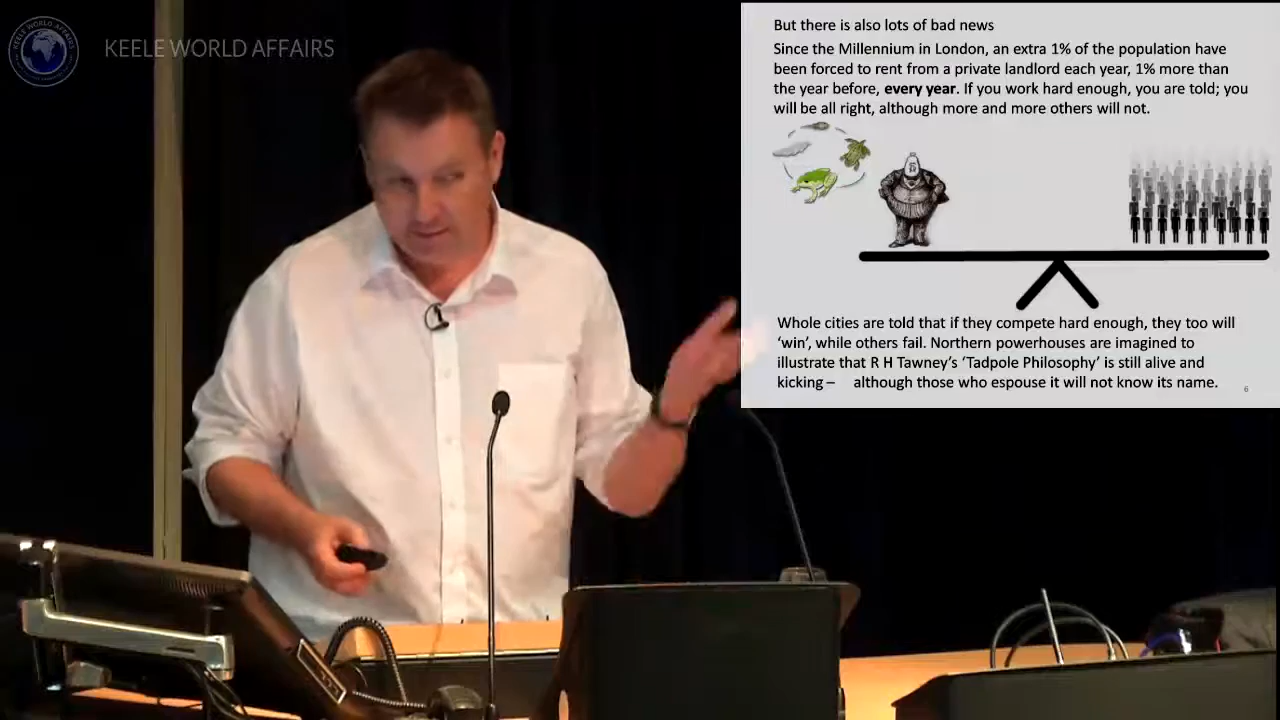 KEELE WORLD AFFAIRS
But there is also lots of bad news
Since the Millennium in London, an extra 1% of the population have
been forced to rent from a private landlord each year, 1% more than
the year before, every year. If you work hard enough, you are told; you
will be all right, although more and more others will not.
Whole cities are told that if they compete hard enough, they too will
‘win’, while others fail. Northern powerhouses are imagined to
illustrate that R H Tawney’s ‘Tadpole Philosophy’ is still alive and
kicking – although those who espouse it will not know its name.
6